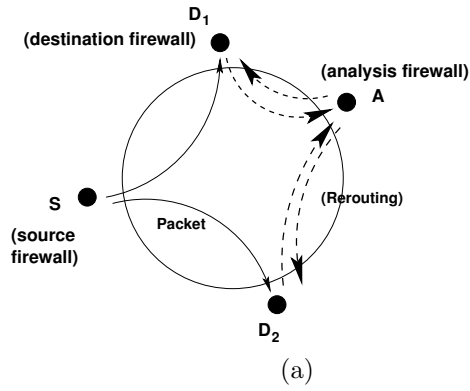 D1
(destination firewall)
(analysis firewall)
A
S
(source
firewall)
Packet
(Rerouting)
D2
(a)